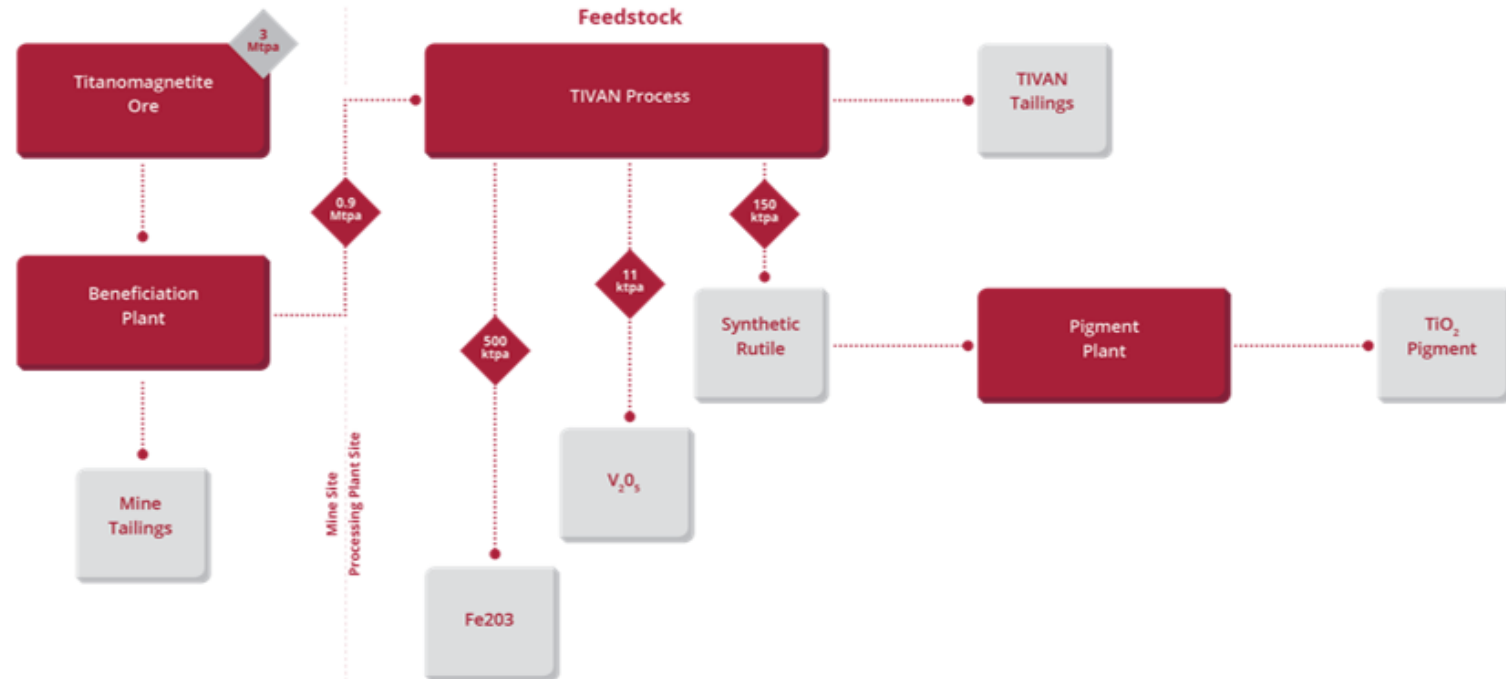 Feedstock
3
Mtpa
Titanomagnetite
Ore
TIVAN Process
TIVAN
Tailings
0.9
Mtpa
150
ktpa
11
ktpa
500
ktpa
Beneficiation
Plant
Synthetic
Rutile
Pigment
Plant
TiO₂
Pigment
Mine
Tailings
Mine Site
Processing Plant Site
V₂0₅
Fe203